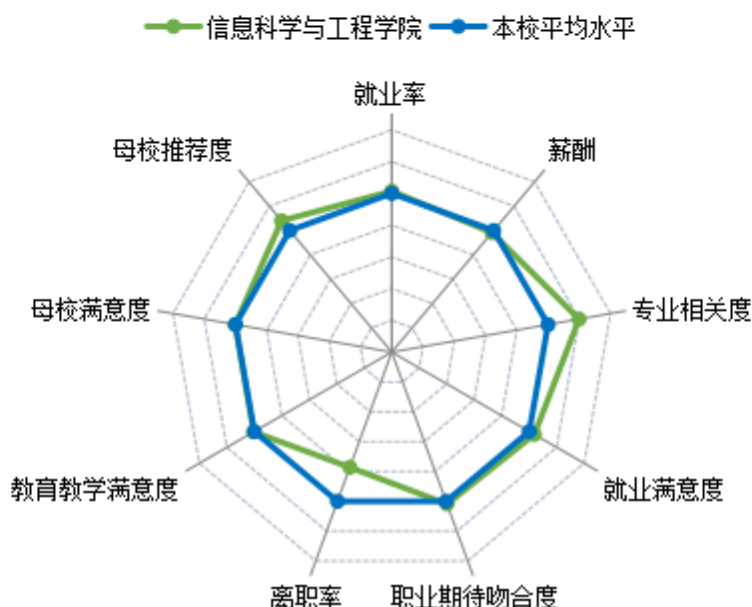 信息科学与工程学院 本校平均水平
就业率
母校推荐度 薪酬
母校满意度 专业相关度
教育教学满意度 就业满意度
离职率 职业期待吻合度